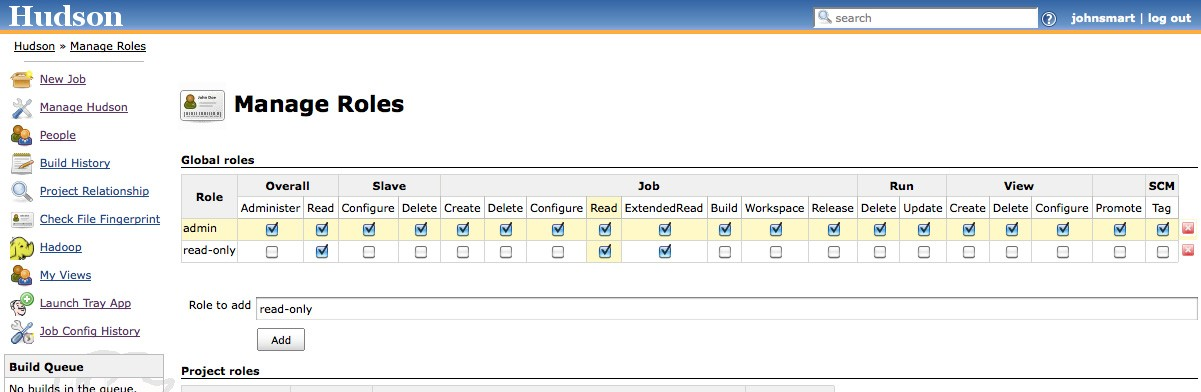 Hudson
search
johnsmart | log out
Hudson » Manage Roles
New Job
Manage Hudson
People
Build History
Project Relationship
Check File Fingerprint
Hadoop
My Views
Launch Tray App
Job Config History
Build Queue
No builds in the queue.
John Doe
Manage Roles
Global roles
Role Overall Slave Job Run View SCM
Administer Read Configure Delete Create Delete Configure Read ExtendedRead Build Workspace Release Delete Update Create Delete Configure Promote Tag
admin
read-only
Role to add read-only
Add
Project roles